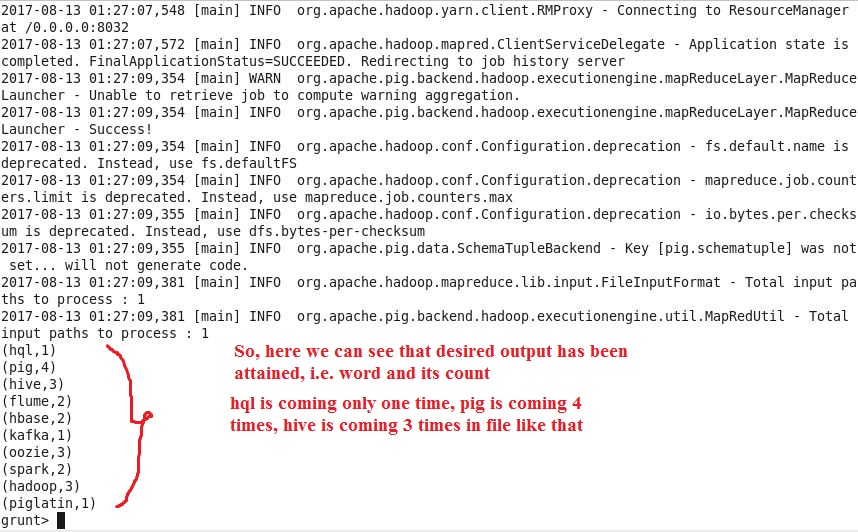 2017-08-13 01:27:07,548 [main] INFO  org.apache.hadoop.yarn.client.RMProxy - Connecting to ResourceManager
at /0.0.0.0:8032
2017-08-13 01:27:07,572 [main] INFO  org.apache.hadoop.mapred.ClientServiceDelegate - Application state is
completed. FinalApplicationStatus=SUCCEEDED. Redirecting to job history server
2017-08-13 01:27:09,354 [main] WARN  org.apache.pig.backend.hadoop.executionengine.mapReduceLayer.MapReduce
Launcher - Unable to retrieve job to compute warning aggregation.
2017-08-13 01:27:09,354 [main] INFO  org.apache.pig.backend.hadoop.executionengine.mapReduceLayer.MapReduce
Launcher - Success!
2017-08-13 01:27:09,354 [main] INFO  org.apache.hadoop.conf.Configuration.deprecation - fs.default.name is
deprecated. Instead, use fs.defaultFS
2017-08-13 01:27:09,354 [main] INFO  org.apache.hadoop.conf.Configuration.deprecation - mapreduce.job.count
ers.limit is deprecated. Instead, use mapreduce.job.counters.max
2017-08-13 01:27:09,355 [main] INFO  org.apache.hadoop.conf.Configuration.deprecation - io.bytes.per.checks
um is deprecated. Instead, use dfs.bytes-per-checksum
2017-08-13 01:27:09,355 [main] INFO  org.apache.pig.data.SchemaTupleBackend - Key [pig.schematuple] was not
 set... will not generate code.
2017-08-13 01:27:09,381 [main] INFO  org.apache.hadoop.mapreduce.lib.input.FileInputFormat - Total input pa
ths to process : 1
2017-08-13 01:27:09,381 [main] INFO  org.apache.pig.backend.hadoop.executionengine.util.MapRedUtil - Total
input paths to process : 1
(hql,1)
(pig,4)
(hive,3)
(flume,2)
(hbase,2)
(kafka,1)
(oozie,3)
(spark,2)
(hadoop,3)
(piglatin,1)
grunt>
So, here we can see that desired output has been
attained, i.e. word and its count
hql is coming only one time, pig is coming 4
times, hive is coming 3 times in file like that